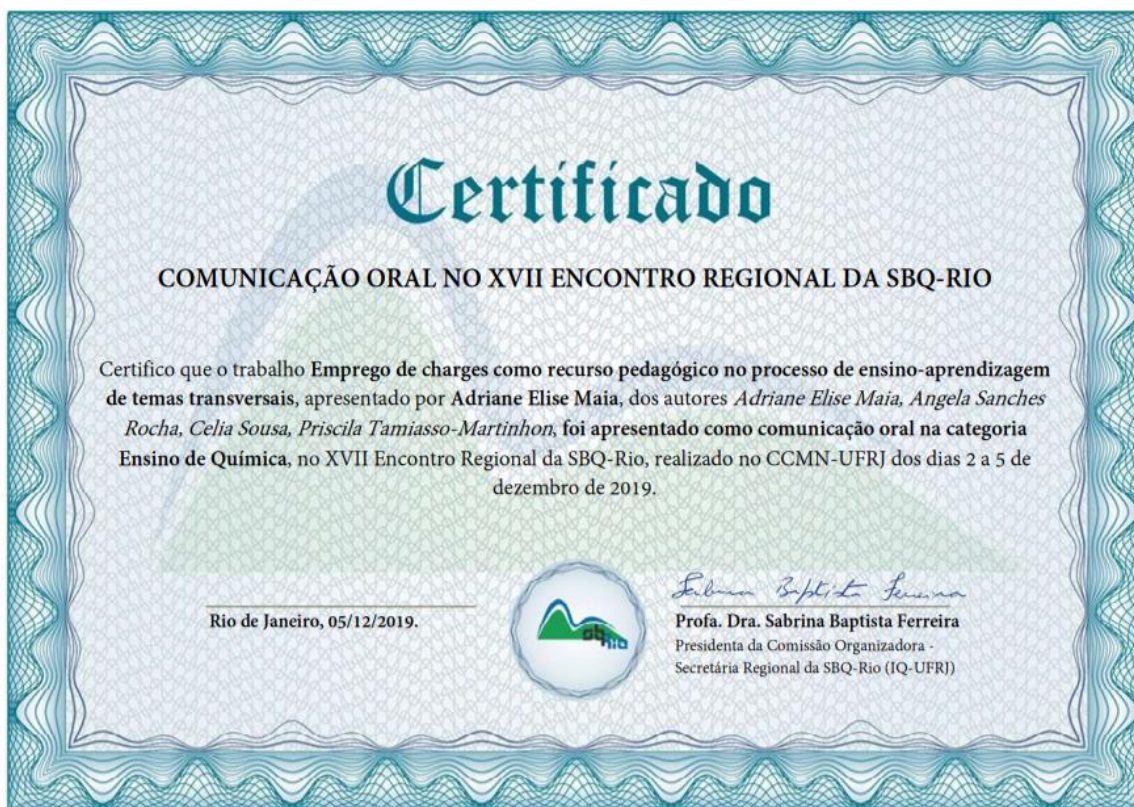 Certificado
COMUNICAÇÃO ORAL NO XVII ENCONTRO REGIONAL DA SBQ-RIO
Certifico que o trabalho Emprego de charges como recurso pedagógico no processo de ensino-aprendizagem
de temas transversais, apresentado por Adriane Elise Maia, dos autores Adriane Elise Maia, Angela Sanches
Rocha, Celia Sousa, Priscila Tamiasso-Martinhon, foi apresentado como comunicação oral na categoria
Ensino de Química, no XVII Encontro Regional da SBQ-Rio, realizado no CCMN-UFRJ dos dias 2 a 5 de
dezembro de 2019.
Rio de Janeiro, 05/12/2019.
sbqrio
Sabrina Baptista Ferreira
Profa. Dra. Sabrina Baptista Ferreira
Presidenta da Comissão Organizadora -
Secretária Regional da SBQ-Rio (IQ-UFRJ)